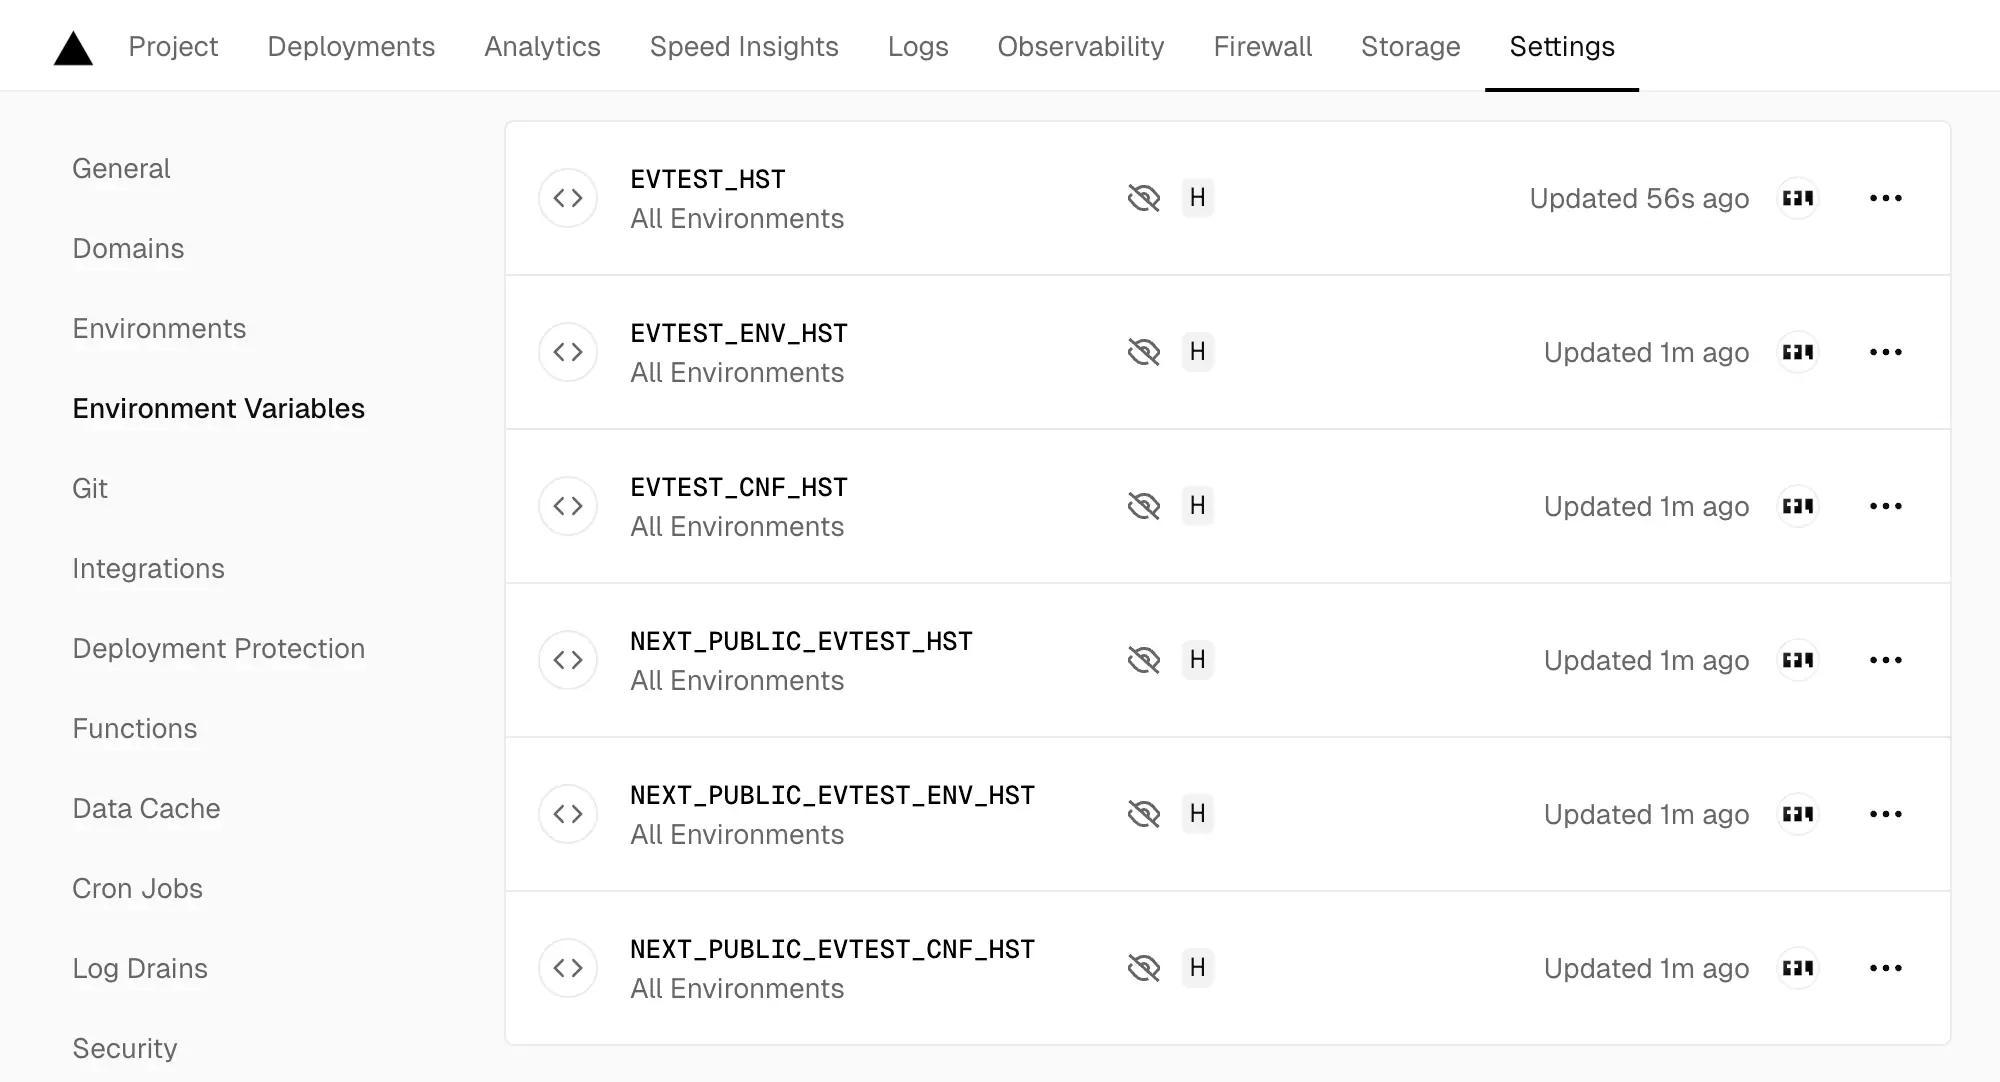 Project Deployments Analytics Speed Insights Logs Observability Firewall Storage Settings
General
Domains
Environments
Environment Variables
Git
Integrations
Deployment Protection
Functions
Data Cache
Cron Jobs
Log Drains
Security
EVTEST_HST
All Environments
H
Updated 56s ago
EVTEST_ENV_HST
All Environments
H
Updated 1m ago
EVTEST_CNF_HST
All Environments
H
Updated 1m ago
NEXT_PUBLIC_EVTEST_HST
All Environments
H
Updated 1m ago
NEXT_PUBLIC_EVTEST_ENV_HST
All Environments
H
Updated 1m ago
NEXT_PUBLIC_EVTEST_CNF_HST
All Environments
H
Updated 1m ago